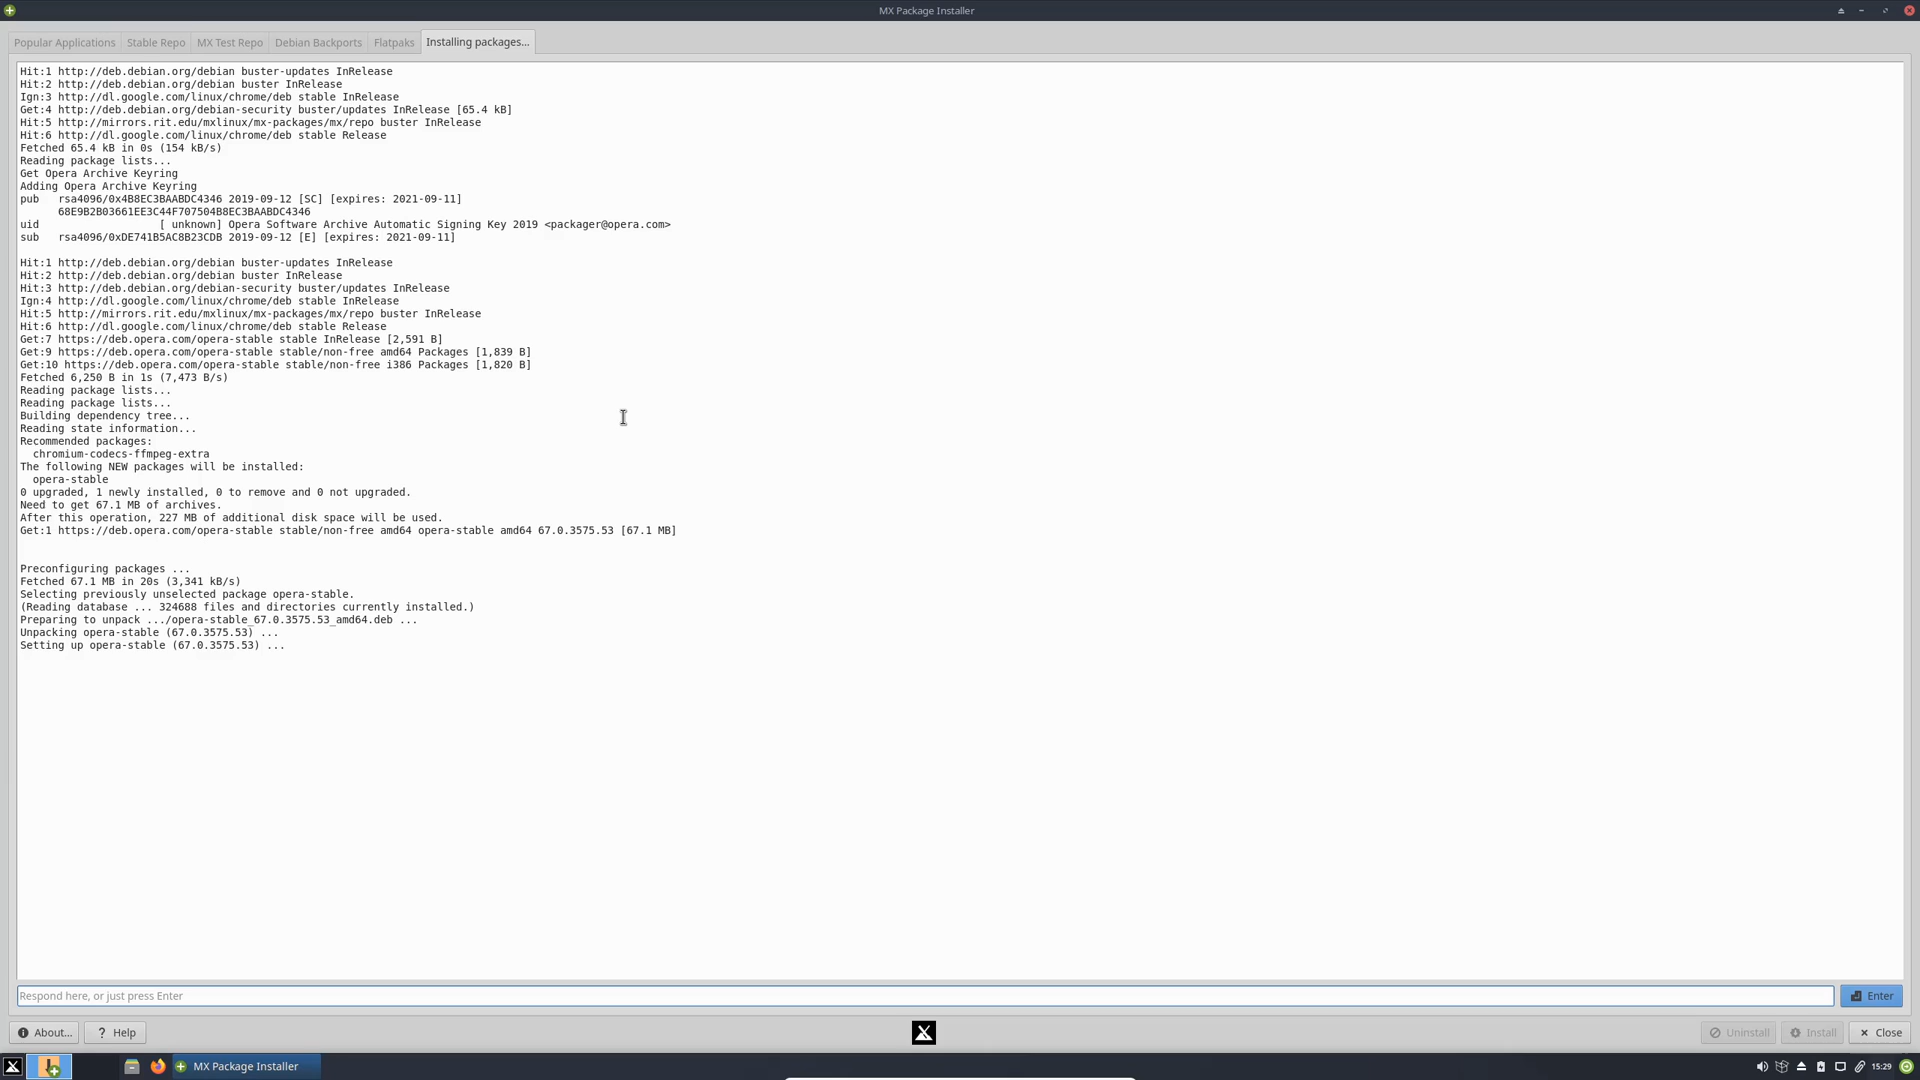 MX Package Installer
Popular Applications
Stable Repo
MX Test Repo
Debian Backports
Flatpaks
Installing packages...
Hit:1 http://deb.debian.org/debian buster-updates InRelease
Hit:2 http://deb.debian.org/debian buster InRelease
Ign:3 http://dl.google.com/linux/chrome/deb stable InRelease
Get:4 http://deb.debian.org/debian-security buster/updates InRelease [65.4 kB]
Hit:5 http://mirrors.rit.edu/mxlinux/mx-packages/mx/repo buster InRelease
Hit:6 http://dl.google.com/linux/chrome/deb stable Release
Fetched 65.4 kB in 0s (154 kB/s)
Reading package lists...
Get Opera Archive Keyring
Adding Opera Archive Keyring
pub   rsa4096/0x4B8EC3BAABDC4346 2019-09-12 [SC] [expires: 2021-09-11]
      68E9B2B03661EE3C44F707504B8EC3BAABDC4346
uid                   [ unknown] Opera Software Archive Automatic Signing Key 2019 <packager@opera.com>
sub   rsa4096/0xDE741B5AC8B23CDB 2019-09-12 [E] [expires: 2021-09-11]
Hit:1 http://deb.debian.org/debian buster-updates InRelease
Hit:2 http://deb.debian.org/debian buster InRelease
Hit:3 http://deb.debian.org/debian-security buster/updates InRelease
Ign:4 http://dl.google.com/linux/chrome/deb stable InRelease
Hit:5 http://mirrors.rit.edu/mxlinux/mx-packages/mx/repo buster InRelease
Hit:6 http://dl.google.com/linux/chrome/deb stable Release
Get:7 https://deb.opera.com/opera-stable stable InRelease [2,591 B]
Get:9 https://deb.opera.com/opera-stable stable/non-free amd64 Packages [1,839 B]
Get:10 https://deb.opera.com/opera-stable stable/non-free i386 Packages [1,820 B]
Fetched 6,250 B in 1s (7,473 B/s)
Reading package lists...
Reading package lists...
Building dependency tree...
Reading state information...
Recommended packages:
  chromium-codecs-ffmpeg-extra
The following NEW packages will be installed:
  opera-stable
0 upgraded, 1 newly installed, 0 to remove and 0 not upgraded.
Need to get 67.1 MB of archives.
After this operation, 227 MB of additional disk space will be used.
Get:1 https://deb.opera.com/opera-stable stable/non-free amd64 opera-stable amd64 67.0.3575.53 [67.1 MB]
Preconfiguring packages ...
Fetched 67.1 MB in 20s (3,341 kB/s)
Selecting previously unselected package opera-stable.
(Reading database ... 324688 files and directories currently installed.)
Preparing to unpack .../opera-stable_67.0.3575.53_amd64.deb ...
Unpacking opera-stable (67.0.3575.53) ...
Setting up opera-stable (67.0.3575.53) ...
Respond here, or just press Enter
Enter
About...
? Help
Uninstall
Install
Close
MX Package Installer
15:29